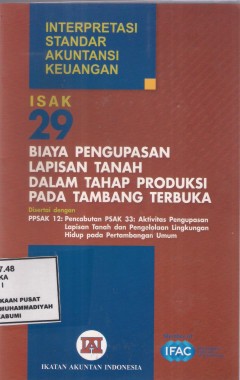 INTERPRETASI
STANDAR
AKUNTANSI
KEUANGAN
ISAK
29
BIAYA PENGUPASAN
LAPISAN TANAH
DALAM TAHAP PRODUKSI
PADA TAMBANG TERBUKA
Disertai dengan
PPSAK 12: Pencabutan PSAK 33: Aktivitas Pengupasan
Lapisan Tanah dan Pengelolaan Lingkungan
Hidup pada Pertambangan Umum
7.48
KA
I
KAAN PUSAT
MUHAMMADIYAH
KABUMI
IAI
IFAC
IKATAN AKUNTAN INDONESIA